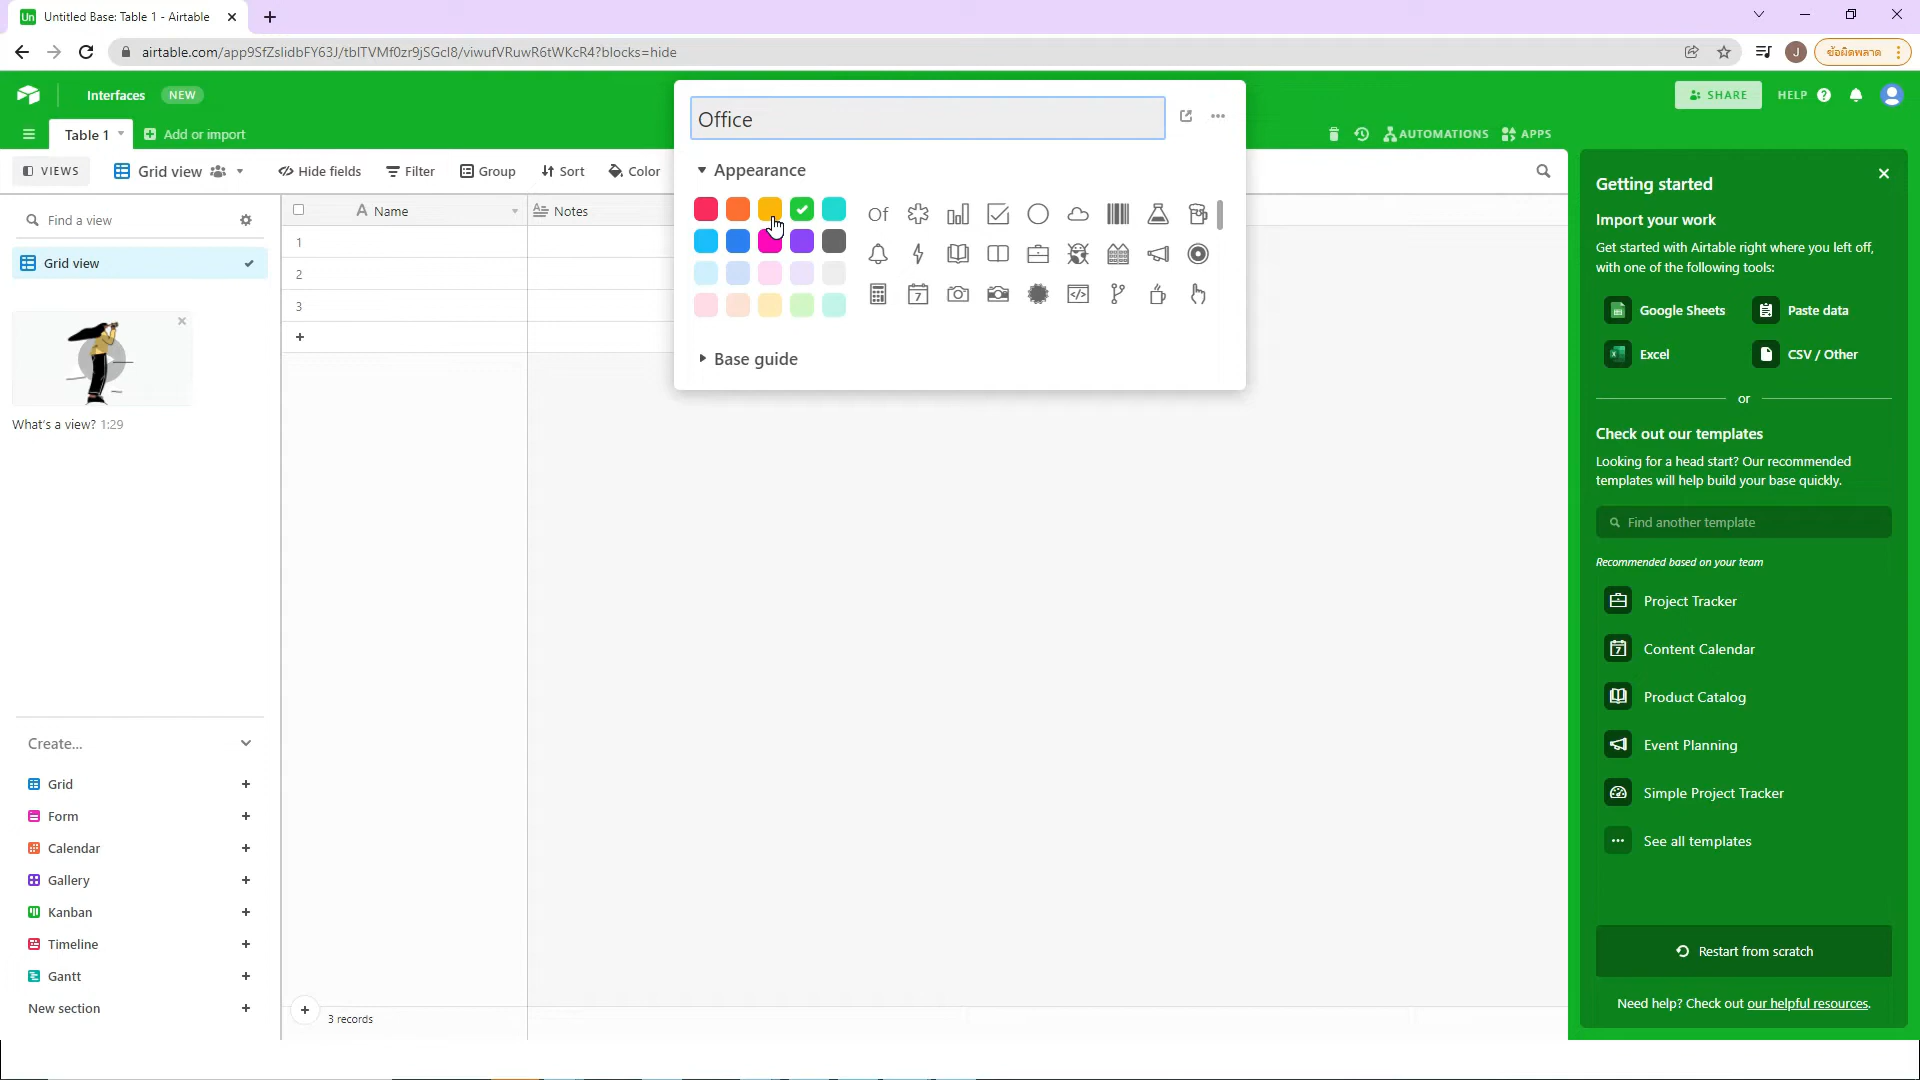 Un Untitled Base: Table 1 - Airtable
airtable.com/app9SfZslidbFY63J/tblTVMf0zr9jSGcI8/viwufVRuwR6tWKcR4?blocks=hide
J
ข้อผิดพลาด
Interfaces NEW
SHARE
HELP
Table 1
Add or import
AUTOMATIONS
APPS
Office
VIEWS
Grid view
Hide fields
Filter
Group
Sort
Color
Appearance
Of
7
Base guide
Find a view
Grid view
What's a view? 1:29
Name
Notes
1
2
3
3 records
Create...
Grid
Form
Calendar
Gallery
Kanban
Timeline
Gantt
New section
Getting started
Import your work
Get started with Airtable right where you left off,
with one of the following tools:
Google Sheets
Paste data
Excel
CSV / Other
or
Check out our templates
Looking for a head start? Our recommended
templates will help build your base quickly.
Find another template
Recommended based on your team
Project Tracker
7
Content Calendar
Product Catalog
Event Planning
Simple Project Tracker
See all templates
Restart from scratch
Need help? Check out our helpful resources.